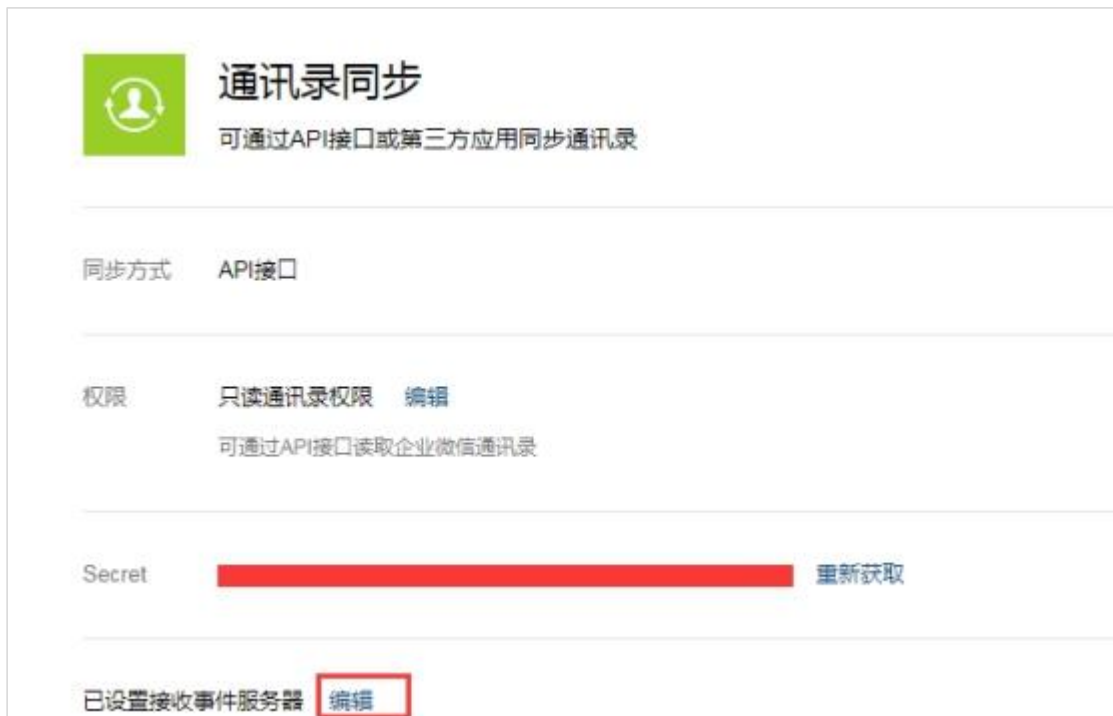 通讯录同步
可通过API接口或第三方应用同步通讯录
同步方式 API接口
权限 只读通讯录权限 编辑
可通过API接口读取企业微信通讯录
Secret 重新获取
已设置接收事件服务器 编辑